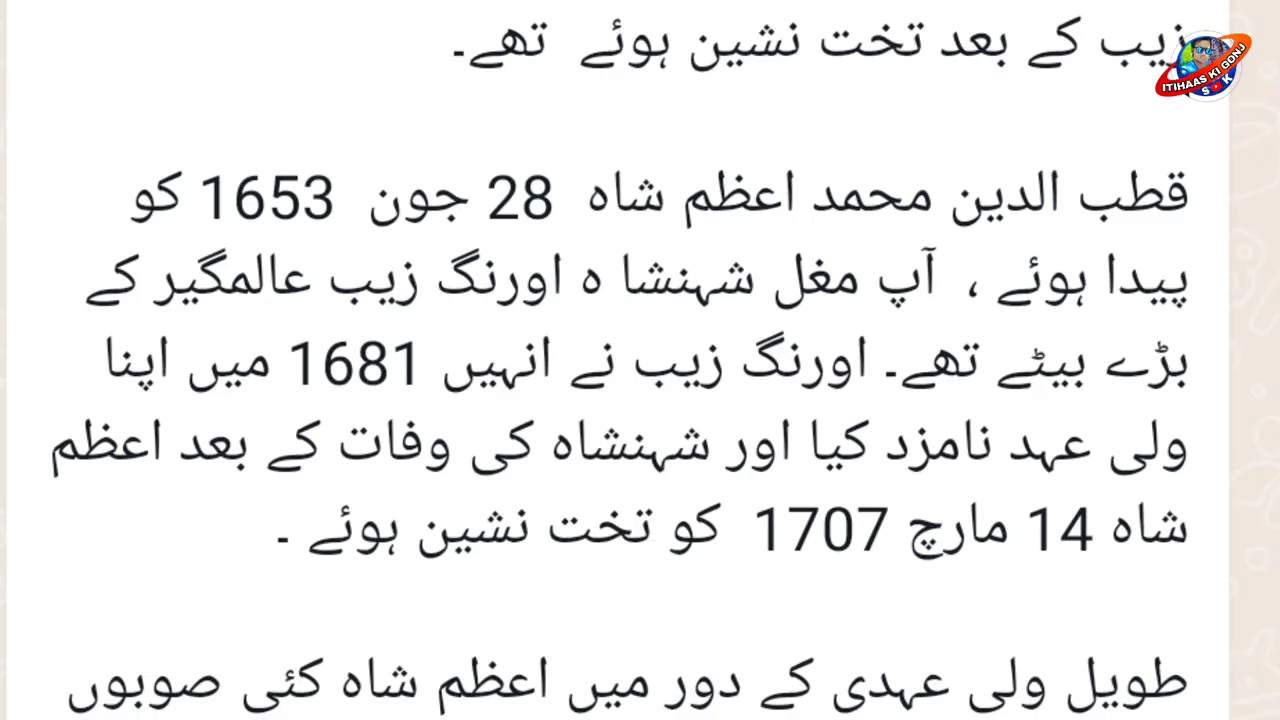 زیب کے بعد تخت نشین ہوئے تھے۔
ITIHAAS KI GONJ
S K
قطب الدین محمد اعظم شاہ 28 جون 1653 کو
پیدا ہوئے ، آپ مغل شہنشا ہ اورنگ زیب عالمگیر کے
بڑے بیٹے تھے۔ اورنگ زیب نے انہیں 1681 میں اپنا
ولی عہد نامزد کیا اور شہنشاہ کی وفات کے بعد اعظم
شاہ 14 مارچ 1707 کو تخت نشین ہوئے ۔
طویل ولی عہدی کے دور میں اعظم شاہ کئی صوبوں